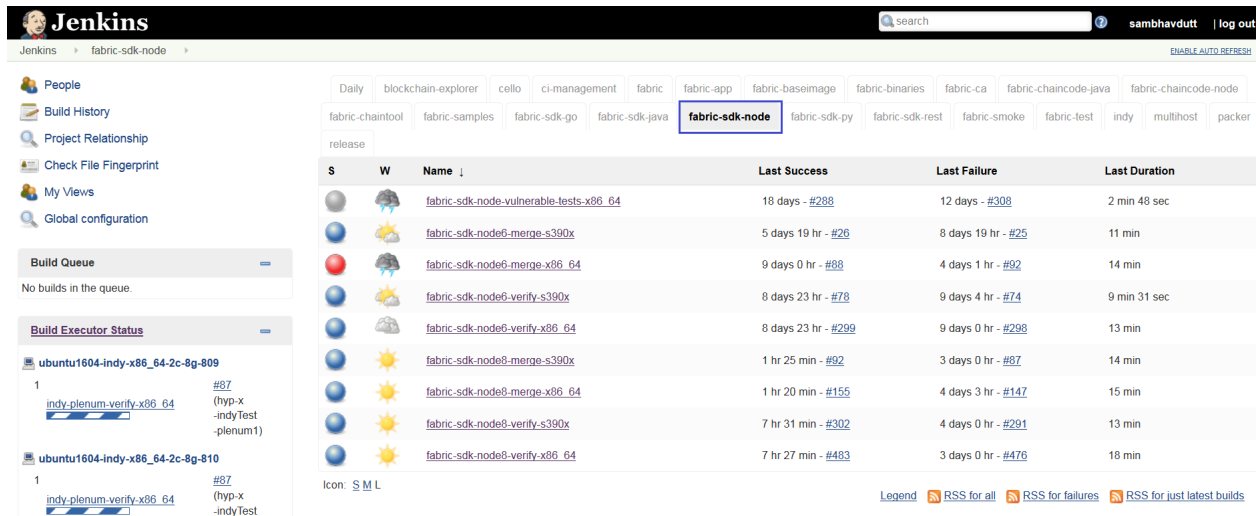 Jenkins
search
sambhavdutt | log out
Jenkins fabric-sdk-node
ENABLE AUTO REFRESH
People
Build History
Project Relationship
Check File Fingerprint
My Views
Global configuration
Build Queue
No builds in the queue.
Build Executor Status
ubuntu1604-indy-x86_64-2c-8g-809
1 #87
indy-plenum-verify-x86_64 (hyp-x
-indyTest
-plenum1)
ubuntu1604-indy-x86_64-2c-8g-810
1 #87
indy-plenum-verify-x86_64 (hyp-x
-indyTest
Daily blockchain-explorer cello ci-management fabric fabric-app fabric-baseimage fabric-binaries fabric-ca fabric-chaincode-java fabric-chaincode-node
fabric-chaintool fabric-samples fabric-sdk-go fabric-sdk-java fabric-sdk-node fabric-sdk-py fabric-sdk-rest fabric-smoke fabric-test indy multihost packer
release
S W Name ↓ Last Success Last Failure Last Duration
fabric-sdk-node-vulnerable-tests-x86_64 18 days - #288 12 days - #308 2 min 48 sec
fabric-sdk-node6-merge-s390x 5 days 19 hr - #26 8 days 19 hr - #25 11 min
fabric-sdk-node6-merge-x86_64 9 days 0 hr - #88 4 days 1 hr - #92 14 min
fabric-sdk-node6-verify-s390x 8 days 23 hr - #78 9 days 4 hr - #74 9 min 31 sec
fabric-sdk-node6-verify-x86_64 8 days 23 hr - #299 9 days 0 hr - #298 13 min
fabric-sdk-node8-merge-s390x 1 hr 25 min - #92 3 days 0 hr - #87 14 min
fabric-sdk-node8-merge-x86_64 1 hr 20 min - #155 4 days 3 hr - #147 15 min
fabric-sdk-node8-verify-s390x 7 hr 31 min - #302 4 days 0 hr - #291 13 min
fabric-sdk-node8-verify-x86_64 7 hr 27 min - #483 3 days 0 hr - #476 18 min
Icon: S M L
Legend RSS for all RSS for failures RSS for just latest builds